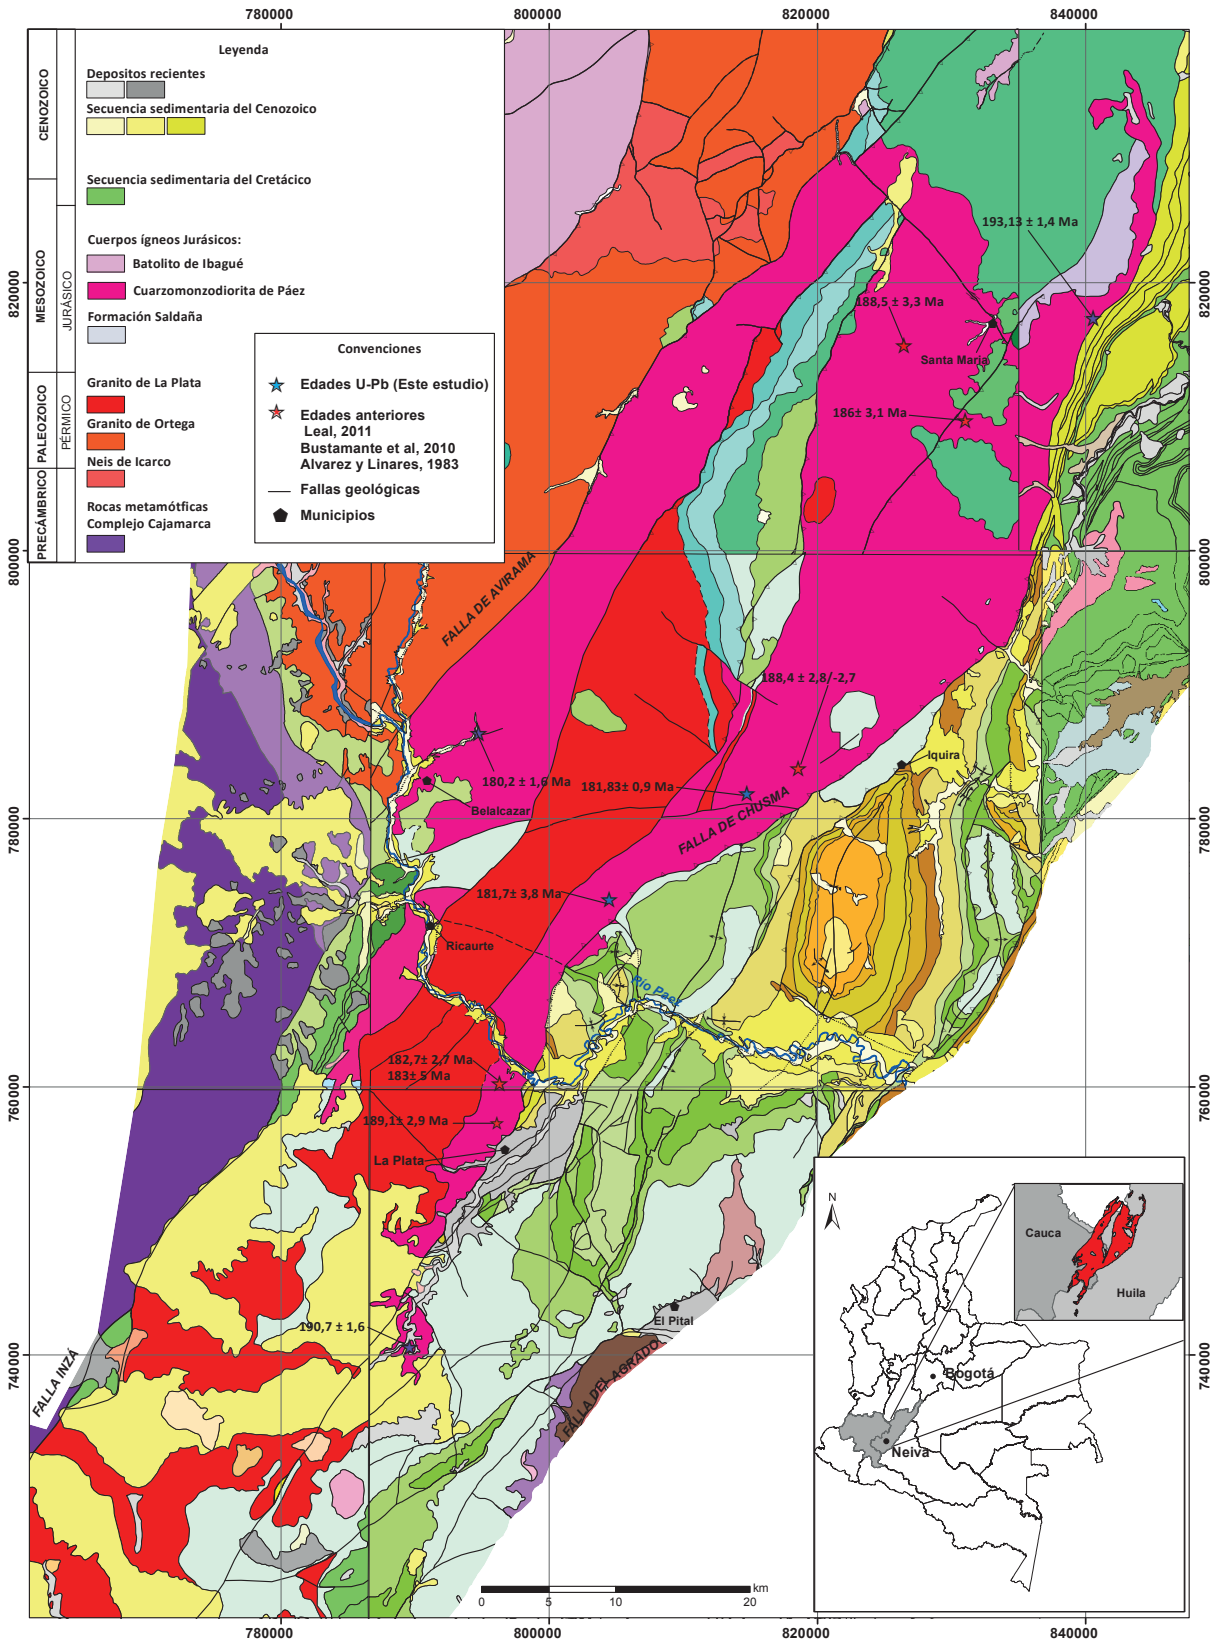 780000
800000
820000
840000
Leyenda
CENOZOICO
MESOZOICO
PALEOZOICO
PRECÁMBRICO
JURÁSICO
PÉRMICO
Depositos recientes
Secuencia sedimentaria del Cenozoico
Secuencia sedimentaria del Cretácico
Cuerpos ígneos Jurásicos:
Batolito de Ibagué
Cuarzomonzodiorita de Páez
Formación Saldaña
Granito de La Plata
Granito de Ortega
Neis de Icarco
Rocas metamótficas
Complejo Cajamarca
Convenciones
Edades U-Pb (Este estudio)
Edades anteriores
Leal, 2011
Bustamante et al, 2010
Alvarez y Linares, 1983
Fallas geológicas
Municipios
820000
800000
780000
760000
740000
820000
800000
780000
760000
740000
193,13 ± 1,4 Ma
188,5 ± 3,3 Ma
Santa Maria
186± 3,1 Ma
FALLA DE AVIRAMA
188,4 ± 2,8/-2,7
Iquira
180,2 ± 1,6 Ma
181,83± 0,9 Ma
Belalcazar
FALLA DE CHUSMA
181,7± 3,8 Ma
Ricaurte
Río Paez
182,7± 2,7 Ma
183± 5 Ma
189,1± 2,9 Ma
La Plata
El Pital
190,7 ± 1,6
FALLA INZÁ
FALLA DEL AGRADO
N
Cauca
Huila
Bogotá
Neiva
km
0
5
10
20
780000
800000
820000
840000